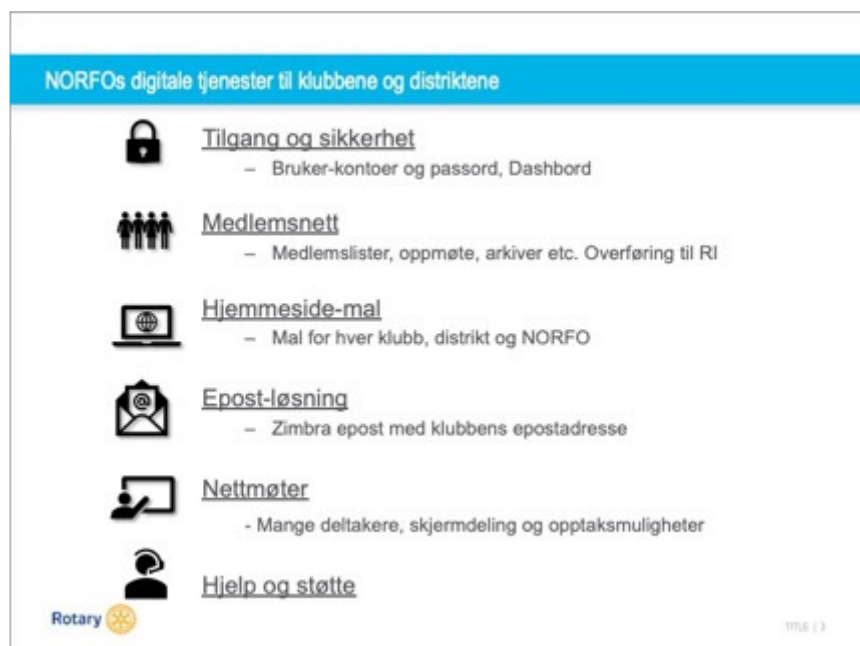 NORFOs digitale tjenester til klubbene og distriktene
Tilgang og sikkerhet
– Bruker-kontoer og passord, Dashbord
Medlemsnett
– Medlemslister, oppmøte, arkiver etc. Overføring til RI
Hjemmeside-mal
– Mal for hver klubb, distrikt og NORFO
Epost-løsning
– Zimbra epost med klubbens epostadresse
Nettmøter
- Mange deltakere, skjermdeling og opptaksmuligheter
Hjelp og støtte
Rotary
TITLE | 3